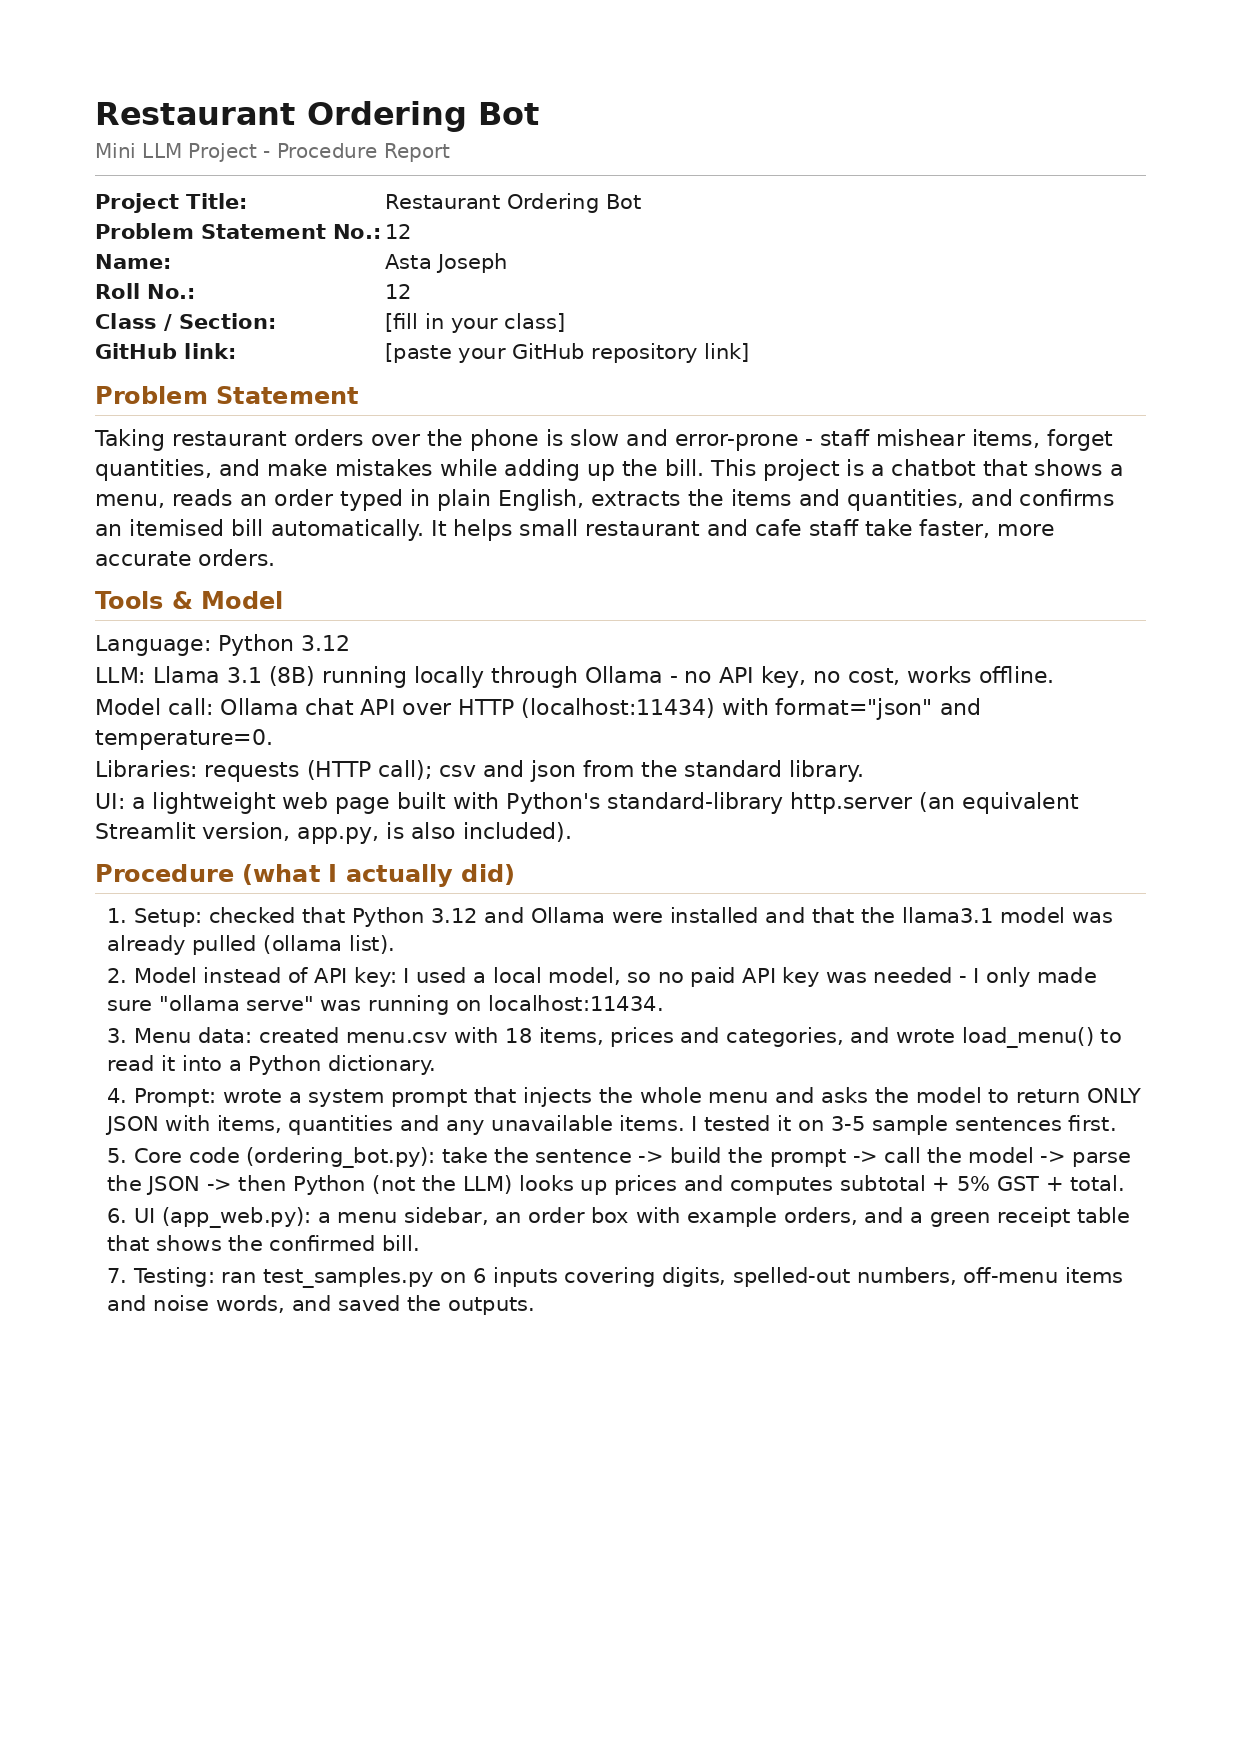 Restaurant Ordering Bot
Mini LLM Project - Procedure Report
Project Title: Restaurant Ordering Bot
Problem Statement No.: 12
Name: Asta Joseph
Roll No.: 12
Class / Section: [fill in your class]
GitHub link: [paste your GitHub repository link]
Problem Statement
Taking restaurant orders over the phone is slow and error-prone - staff mishear items, forget
quantities, and make mistakes while adding up the bill. This project is a chatbot that shows a
menu, reads an order typed in plain English, extracts the items and quantities, and confirms
an itemised bill automatically. It helps small restaurant and cafe staff take faster, more
accurate orders.
Tools & Model
Language: Python 3.12
LLM: Llama 3.1 (8B) running locally through Ollama - no API key, no cost, works offline.
Model call: Ollama chat API over HTTP (localhost:11434) with format="json" and
temperature=0.
Libraries: requests (HTTP call); csv and json from the standard library.
UI: a lightweight web page built with Python's standard-library http.server (an equivalent
Streamlit version, app.py, is also included).
Procedure (what I actually did)
1. Setup: checked that Python 3.12 and Ollama were installed and that the llama3.1 model was
already pulled (ollama list).
2. Model instead of API key: I used a local model, so no paid API key was needed - I only made
sure "ollama serve" was running on localhost:11434.
3. Menu data: created menu.csv with 18 items, prices and categories, and wrote load_menu() to
read it into a Python dictionary.
4. Prompt: wrote a system prompt that injects the whole menu and asks the model to return ONLY
JSON with items, quantities and any unavailable items. I tested it on 3-5 sample sentences first.
5. Core code (ordering_bot.py): take the sentence -> build the prompt -> call the model -> parse
the JSON -> then Python (not the LLM) looks up prices and computes subtotal + 5% GST + total.
6. UI (app_web.py): a menu sidebar, an order box with example orders, and a green receipt table
that shows the confirmed bill.
7. Testing: ran test_samples.py on 6 inputs covering digits, spelled-out numbers, off-menu items
and noise words, and saved the outputs.